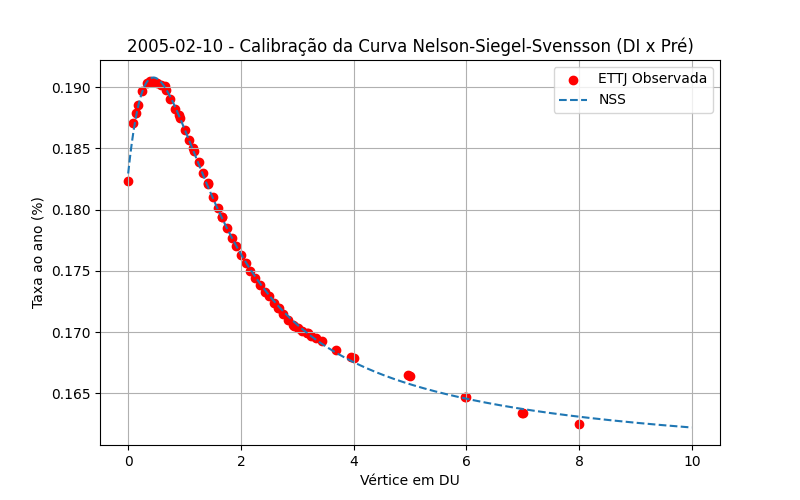 2005-02-10 - Calibração da Curva Nelson-Siegel-Svensson (DI x Pré)
ETTJ Observada
NSS
Taxa ao ano (%)
0.190
0.185
0.180
0.175
0.170
0.165
0 2 4 6 8 10
Vértice em DU